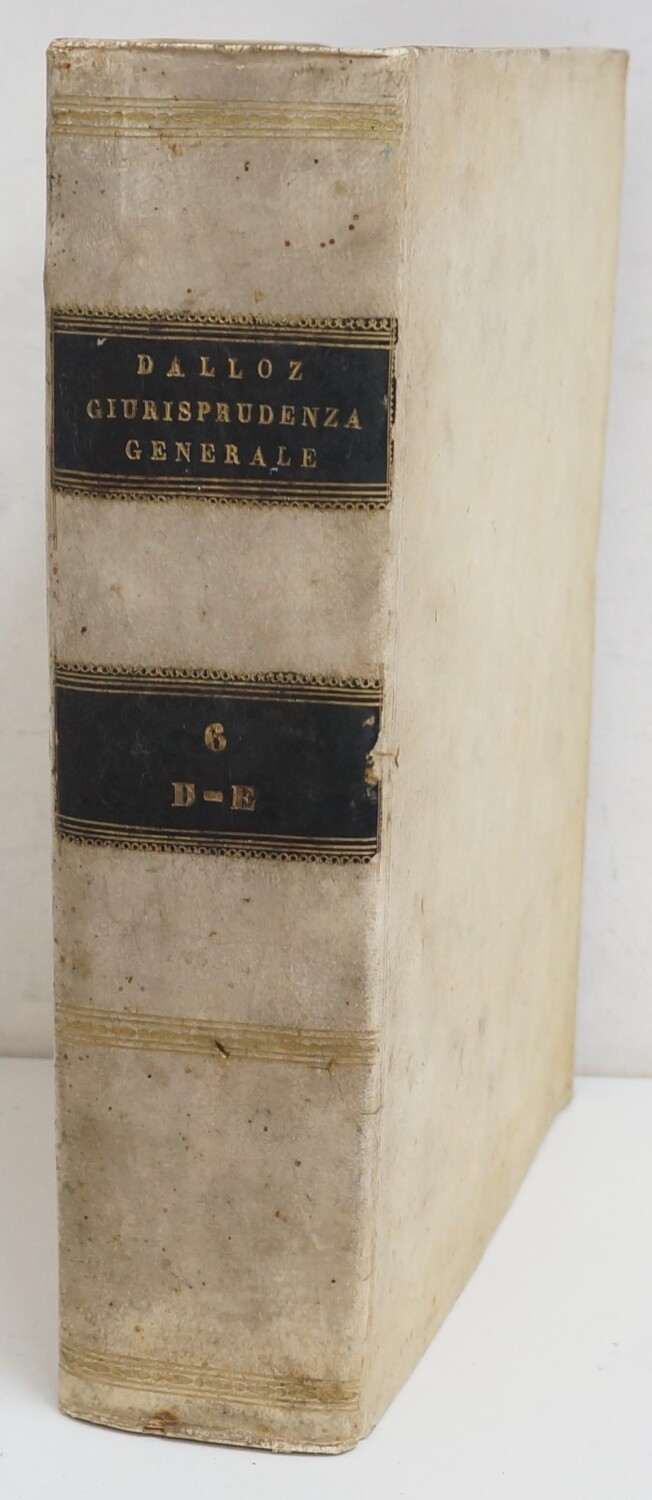 DALLOZ
GIURISPRUDENZA
GENERALE
6
D-E